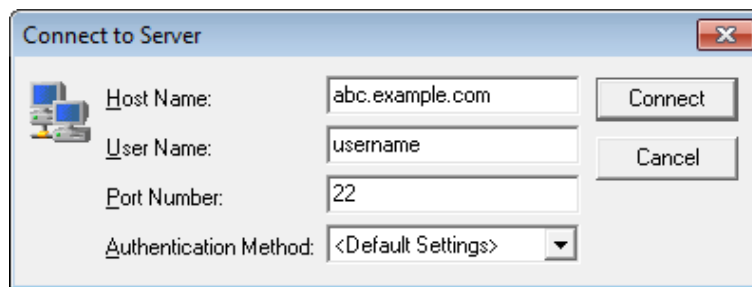 Connect to Server
Host Name: abc.example.com Connect
User Name: username Cancel
Port Number: 22
Authentication Method: <Default Settings>